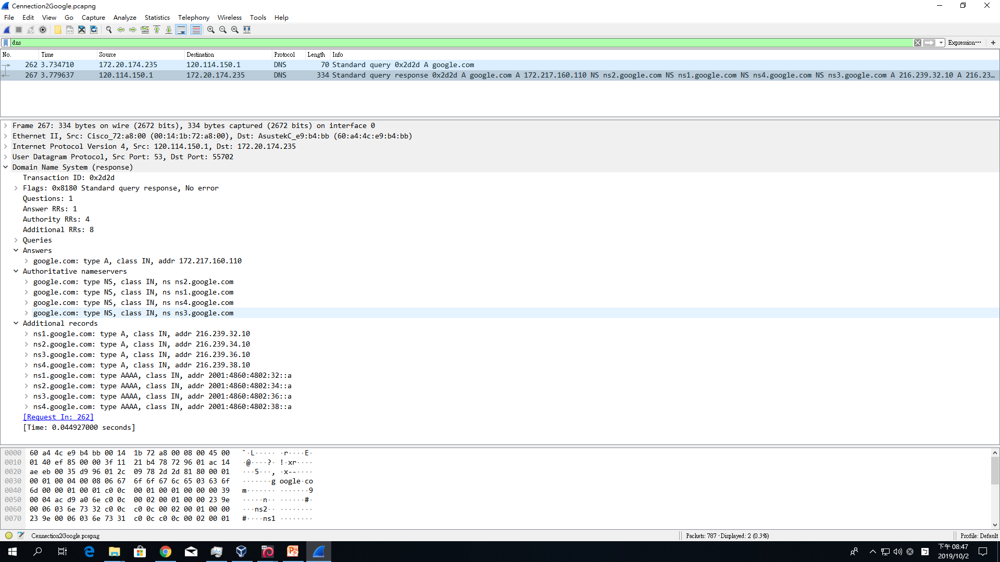 Cennection2Google.pcapng
File Edit View Go Capture Analyze Statistics Telephony Wireless Tools Help
dns Expression··· +
No. Time Source Destination Protocol Length Info
262 3.734710 172.20.174.235 120.114.150.1 DNS 70 Standard query 0x2d2d A google.com
267 3.779637 120.114.150.1 172.20.174.235 DNS 334 Standard query response 0x2d2d A google.com A 172.217.160.110 NS ns2.google.com NS ns1.google.com NS ns4.google.com NS ns3.google.com A 216.239.32.10 A 216.23…
Frame 267: 334 bytes on wire (2672 bits), 334 bytes captured (2672 bits) on interface 0
Ethernet II, Src: Cisco_72:a8:00 (00:14:1b:72:a8:00), Dst: AsustekC_e9:b4:bb (60:a4:4c:e9:b4:bb)
Internet Protocol Version 4, Src: 120.114.150.1, Dst: 172.20.174.235
User Datagram Protocol, Src Port: 53, Dst Port: 55702
Domain Name System (response)
Transaction ID: 0x2d2d
Flags: 0x8180 Standard query response, No error
Questions: 1
Answer RRs: 1
Authority RRs: 4
Additional RRs: 8
Queries
Answers
google.com: type A, class IN, addr 172.217.160.110
Authoritative nameservers
google.com: type NS, class IN, ns ns2.google.com
google.com: type NS, class IN, ns ns1.google.com
google.com: type NS, class IN, ns ns4.google.com
google.com: type NS, class IN, ns ns3.google.com
Additional records
ns1.google.com: type A, class IN, addr 216.239.32.10
ns2.google.com: type A, class IN, addr 216.239.34.10
ns3.google.com: type A, class IN, addr 216.239.36.10
ns4.google.com: type A, class IN, addr 216.239.38.10
ns1.google.com: type AAAA, class IN, addr 2001:4860:4802:32::a
ns2.google.com: type AAAA, class IN, addr 2001:4860:4802:34::a
ns3.google.com: type AAAA, class IN, addr 2001:4860:4802:36::a
ns4.google.com: type AAAA, class IN, addr 2001:4860:4802:38::a
[Request In: 262]
[Time: 0.044927000 seconds]
0000 60 a4 4c e9 b4 bb 00 14 1b 72 a8 00 08 00 45 00 `·L····· ·r····E·
0010 01 40 ef 85 00 00 3f 11 21 b4 78 72 96 01 ac 14 ·@····?· !·xr····
0020 ae eb 00 35 d9 96 01 2c 09 78 2d 2d 81 80 00 01 ···5···, ·x--····
0030 00 01 00 04 00 08 06 67 6f 6f 67 6c 65 03 63 6f ·······g oogle·co
0040 6d 00 00 01 00 01 c0 0c 00 01 00 01 00 00 00 39 m······· ·······9
0050 00 04 ac d9 a0 6e c0 0c 00 02 00 01 00 00 23 9e ·····n·· ······#·
0060 00 06 03 6e 73 32 c0 0c c0 0c 00 02 00 01 00 00 ···ns2·· ········
0070 23 9e 00 06 03 6e 73 31 c0 0c c0 0c 00 02 00 01 #····ns1 ········
Cennection2Google.pcapng Packets: 787 · Displayed: 2 (0.3%) Profile: Default
下午 08:47
2019/10/2